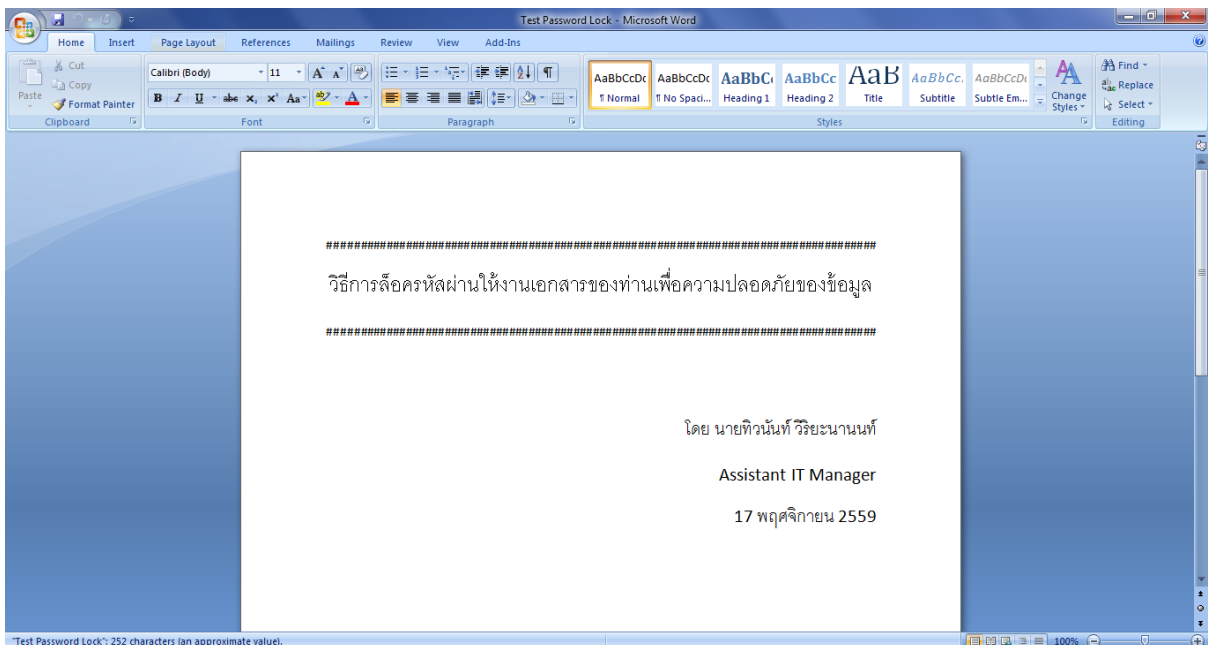 Test Password Lock - Microsoft Word
Home Insert Page Layout References Mailings Review View Add-Ins
Paste
Cut
Copy
Format Painter
Clipboard
Calibri (Body) 11
Font
Paragraph
AaBbCcDc AaBbCcDc AaBbC AaBbCc AaB AaBbCc. AaBbCcDt
¶ Normal ¶ No Spaci... Heading 1 Heading 2 Title Subtitle Subtle Em...
Change Styles
Styles
Find
Replace
Select
Editing
วิธีการล็อครหัสผ่านให้งานเอกสารของท่านเพื่อความปลอดภัยของข้อมูล
โดย นายทิวนันท์ วิริยะนานนท์
Assistant IT Manager
17 พฤศจิกายน 2559
"Test Password Lock": 252 characters (an approximate value).
100%